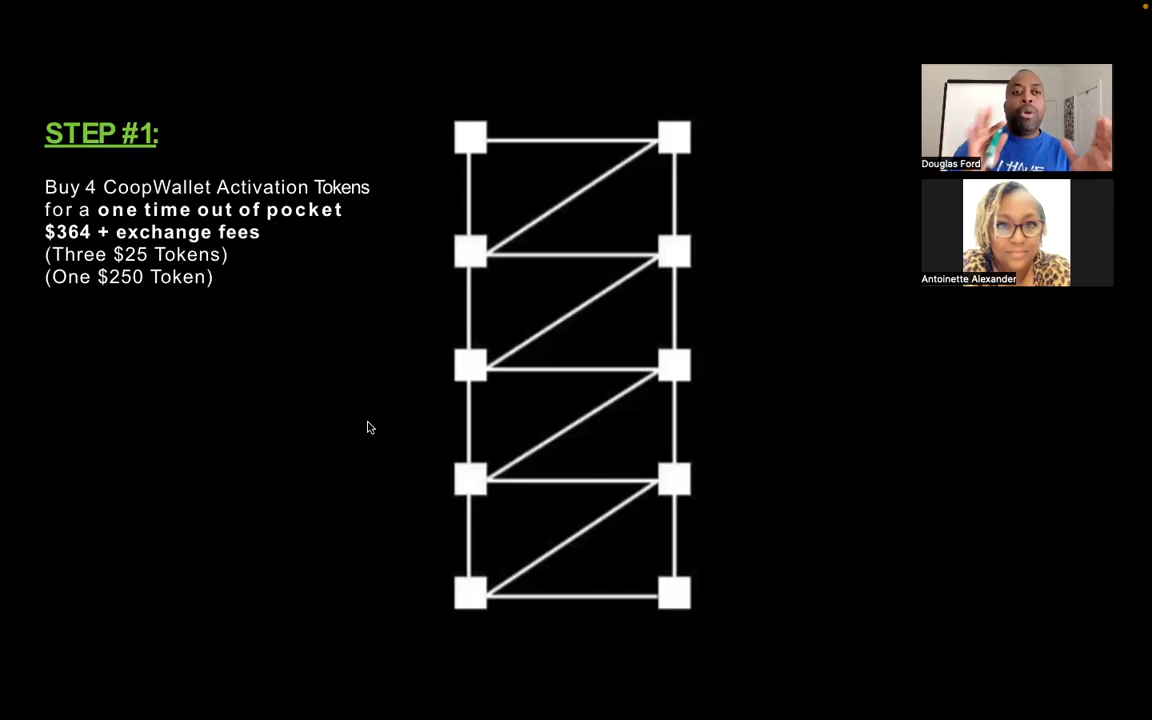 STEP #1:
Buy 4 CoopWallet Activation Tokens
for a one time out of pocket
$364 + exchange fees
(Three $25 Tokens)
(One $250 Token)
Douglas Ford
Antoinette Alexander